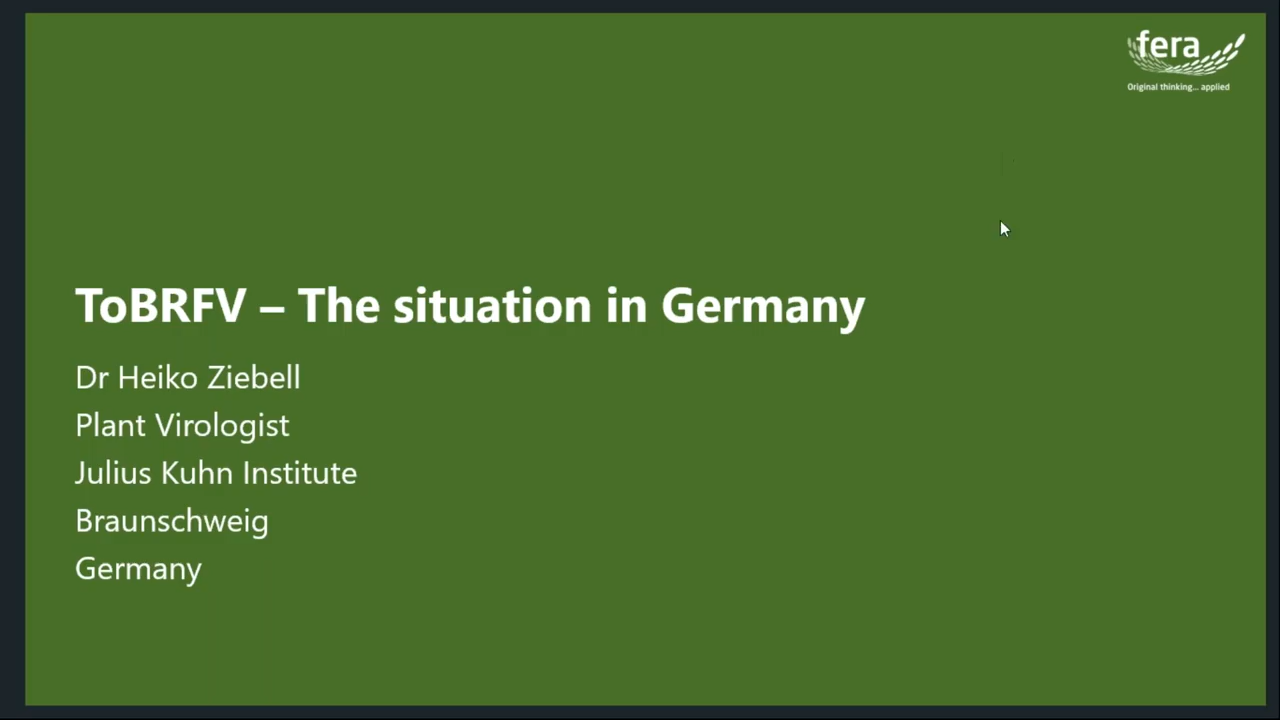 fera
Original thinking... applied
ToBRFV – The situation in Germany
Dr Heiko Ziebell
Plant Virologist
Julius Kuhn Institute
Braunschweig
Germany